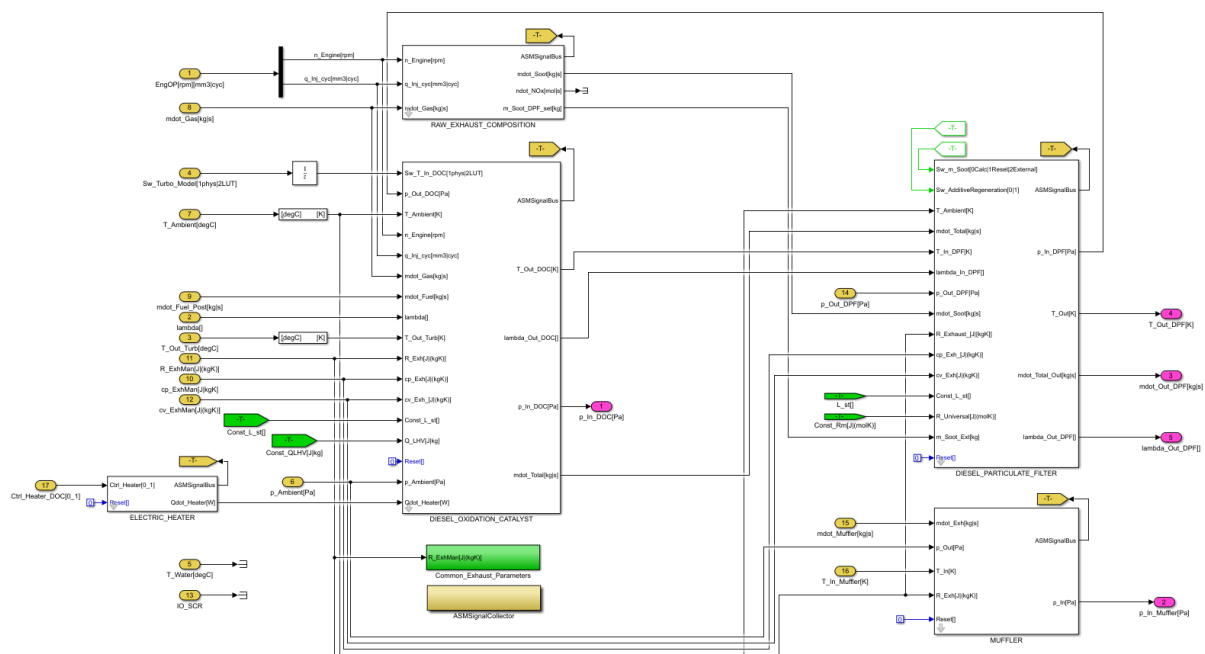 -T-
n_Engine[rpm]
q_Inj_cyc[mm3|cyc]
1
EngOP[rpm][mm3|cyc]
8
mdot_Gas[kg|s]
n_Engine[rpm]
q_Inj_cyc[mm3|cyc]
mdot_Gas[kg|s]
ASMSignalBus
mdot_Soot[kg|s]
ndot_NOx[mol|s]
m_Soot_DPF_set[kg]
RAW_EXHAUST_COMPOSITION
4
Sw_Turbo_Model[1phys|2LUT]
1
z
7
T_Ambient[degC]
[degC] [K]
9
mdot_Fuel_Post[kg|s]
2
lambda[]
3
T_Out_Turb[degC]
[degC] [K]
11
R_ExhMan[J|(kgK)]
10
cp_ExhMan[J|(kgK)]
12
cv_ExhMan[J|(kgK)]
-T-
Const_L_st[]
-T-
Const_QLHV[J|kg]
0
6
p_Ambient[Pa]
-T-
Sw_T_In_DOC[1phys|2LUT]
p_Out_DOC[Pa]
T_Ambient[K]
n_Engine[rpm]
q_Inj_cyc[mm3|cyc]
mdot_Gas[kg|s]
mdot_Fuel[kg|s]
lambda[]
T_Out_Turb[K]
R_Exh[J|(kgK)]
cp_Exh[J|(kgK)]
cv_Exh_[J|(kgK)]
Const_L_st[]
Q_LHV[J|kg]
Reset[]
p_Ambient[Pa]
Qdot_Heater[W]
ASMSignalBus
T_Out_DOC[K]
lambda_Out_DOC[]
p_In_DOC[Pa]
mdot_Total[kg|s]
DIESEL_OXIDATION_CATALYST
1
p_In_DOC[Pa]
-T-
17
Ctrl_Heater_DOC[0_1]
0
Ctrl_Heater[0_1]
Reset[]
ASMSignalBus
Qdot_Heater[W]
ELECTRIC_HEATER
5
T_Water[degC]
13
IO_SCR
R_ExhMan[J|(kgK)]
Common_Exhaust_Parameters
ASMSignalCollector
-T-
-T-
-T-
Sw_m_Soot[0Calc|1Reset|2External]
Sw_AdditiveRegeneration[0|1]
T_Ambient[K]
mdot_Total[kg|s]
T_In_DPF[K]
lambda_In_DPF[]
p_Out_DPF[Pa]
mdot_Soot[kg|s]
R_Exhaust_[J|(kgK)]
cp_Exh_[J|(kgK)]
cv_Exh[J|(kgK)]
Const_L_st[]
R_Universal[J|(molK)]
m_Soot_Ext[kg]
Reset[]
ASMSignalBus
p_In_DPF[Pa]
T_Out[K]
mdot_Total_Out[kg|s]
lambda_Out_DPF[]
DIESEL_PARTICULATE_FILTER
14
p_Out_DPF[Pa]
-T-
L_st[]
-T-
Const_Rm[J|(molK)]
0
4
T_Out_DPF[K]
3
mdot_Out_DPF[kg|s]
5
lambda_Out_DPF[]
-T-
15
mdot_Muffler[kg|s]
16
T_In_Muffler[K]
0
mdot_Exh[kg|s]
p_Out[Pa]
T_In[K]
R_Exh[J|(kgK)]
Reset[]
ASMSignalBus
p_In[Pa]
MUFFLER
2
p_In_Muffler[Pa]